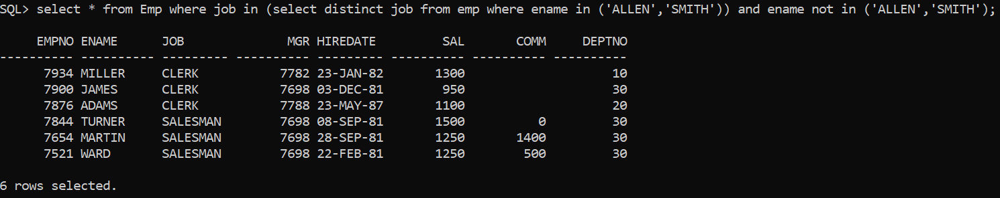 SQL> select * from Emp where job in (select distinct job from emp where ename in ('ALLEN','SMITH')) and ename not in ('ALLEN','SMITH');

     EMPNO ENAME      JOB              MGR HIREDATE         SAL       COMM     DEPTNO
---------- ---------- --------- ---------- --------- ---------- ---------- ----------
      7934 MILLER     CLERK           7782 23-JAN-82       1300                    10
      7900 JAMES      CLERK           7698 03-DEC-81        950                    30
      7876 ADAMS      CLERK           7788 23-MAY-87       1100                    20
      7844 TURNER     SALESMAN        7698 08-SEP-81       1500          0         30
      7654 MARTIN     SALESMAN        7698 28-SEP-81       1250       1400         30
      7521 WARD       SALESMAN        7698 22-FEB-81       1250        500         30

6 rows selected.